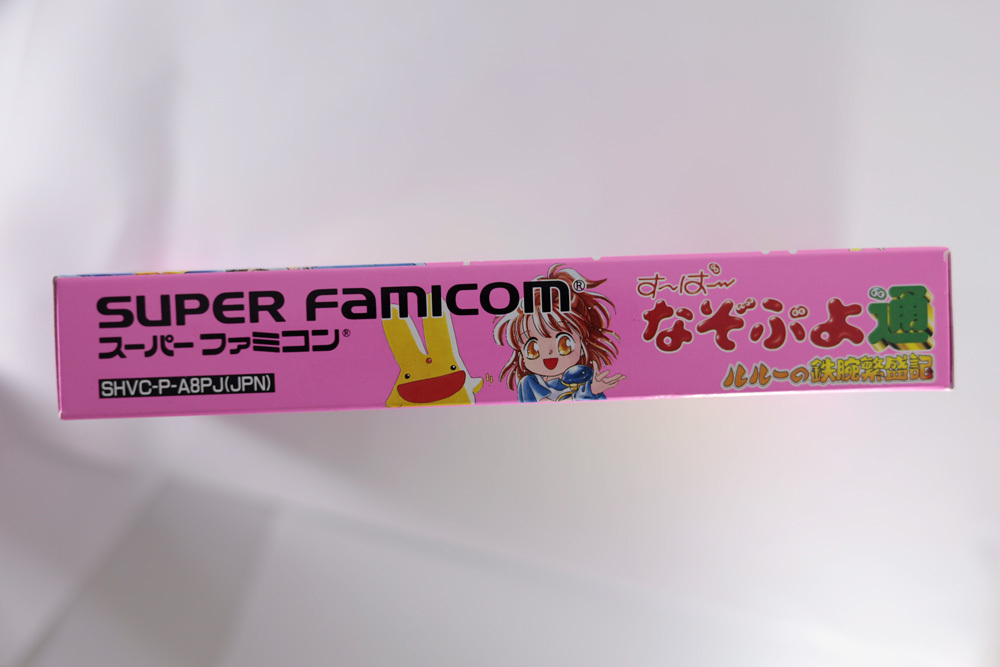 SUPER FAMICOM®
スーパーファミコン®
SHVC-P-A8PJ(JPN)
す〜ぱ〜
なぞぷよ通
ルルーの鉄腕繁盛記